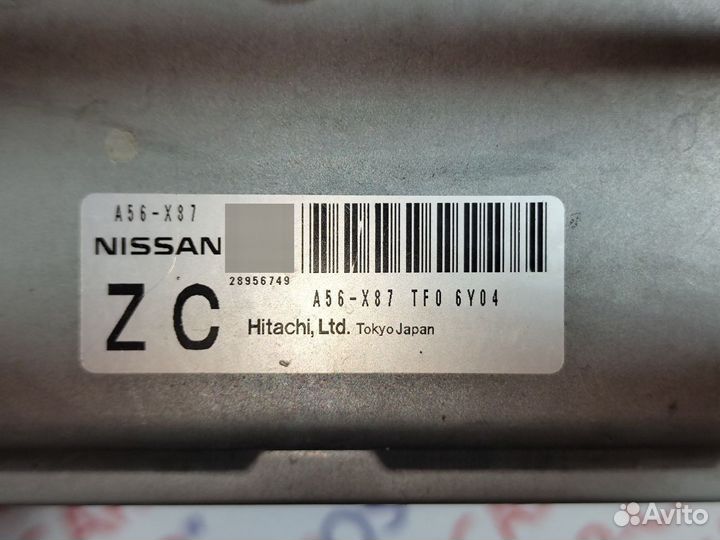 A56-X87
NISSAN
28956749
ZC
A56-X87 TF0 6Y04
Hitachi, Ltd. Tokyo Japan
Avito